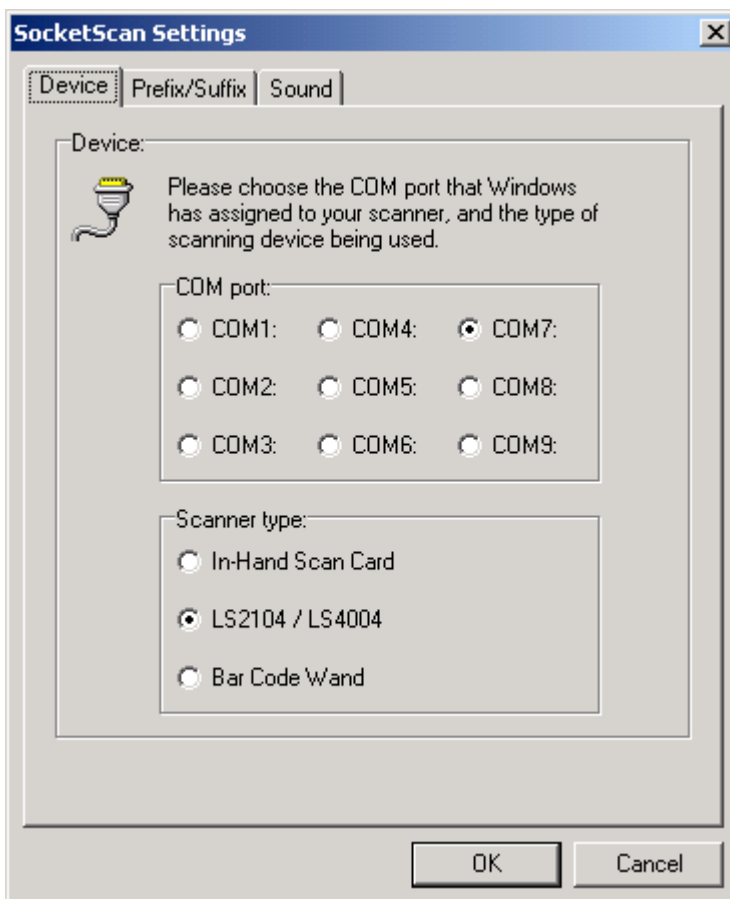 SocketScan Settings
Device Prefix/Suffix Sound
Device:
Please choose the COM port that Windows
has assigned to your scanner, and the type of
scanning device being used.
COM port:
COM1: COM4: COM7:
COM2: COM5: COM8:
COM3: COM6: COM9:
Scanner type:
In-Hand Scan Card
LS2104 / LS4004
Bar Code Wand
OK Cancel